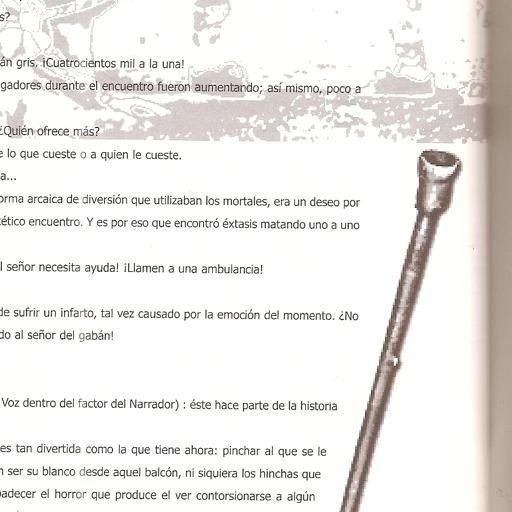 s?
án gris. ¡Cuatrocientos mil a la una!
gadores durante el encuentro fueron aumentando; así mismo, poco a
¿Quién ofrece más?
e lo que cueste o a quien le cueste.
a...
orma arcaica de diversión que utilizaban los mortales, era un deseo por
tético encuentro. Y es por eso que encontró éxtasis matando uno a uno
l señor necesita ayuda! ¡Llamen a una ambulancia!
de sufrir un infarto, tal vez causado por la emoción del momento. ¿No
do al señor del gabán!
Voz dentro del factor del Narrador) : éste hace parte de la historia
es tan divertida como la que tiene ahora: pinchar al que se le
n ser su blanco desde aquel balcón, ni siquiera los hinchas que
padecer el horror que produce el ver contorsionarse a algún